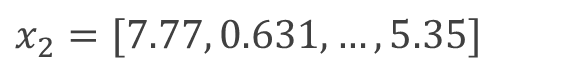 x₂ = [7.77, 0.631, …, 5.35]